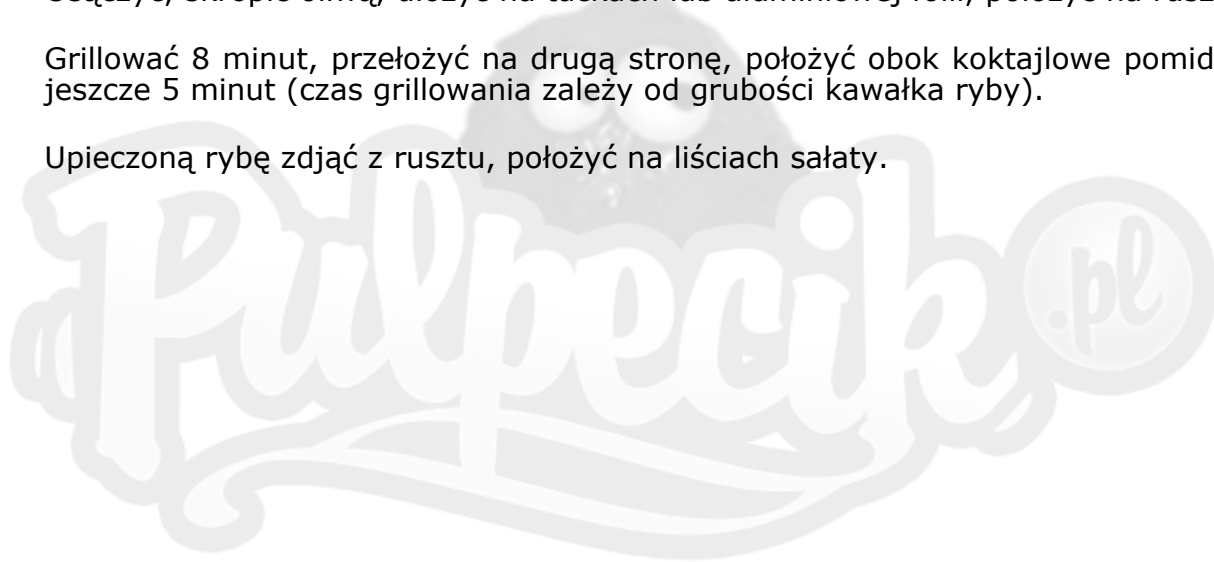 Grillować 8 minut, przełożyć na drugą stronę, położyć obok koktajlowe pomid
jeszcze 5 minut (czas grillowania zależy od grubości kawałka ryby).
Upieczoną rybę zdjąć z rusztu, położyć na liściach sałaty.
Pulpecik .pl